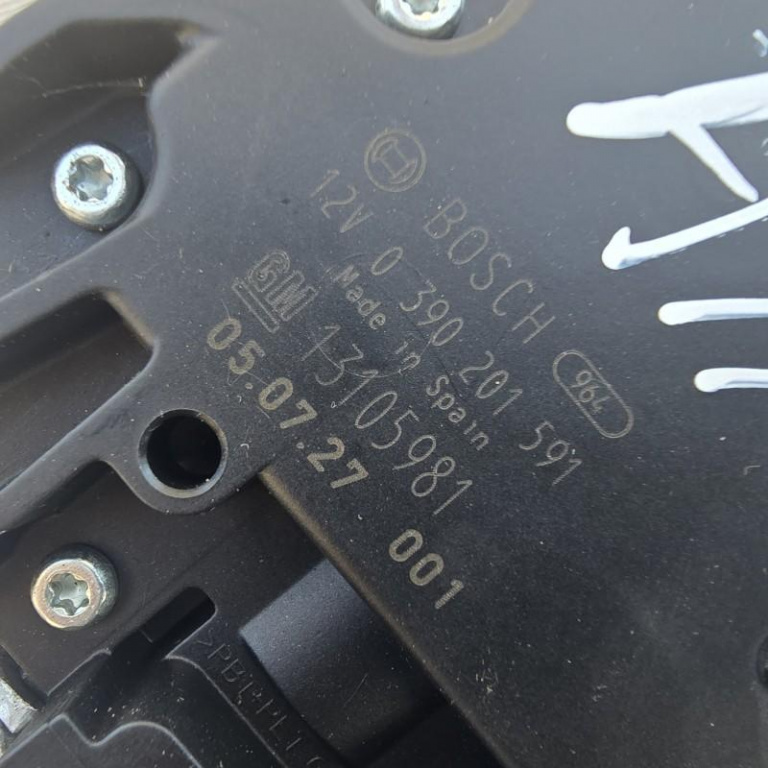 BOSCH
12V 0 390 201 591
964
Made in Spain
GM 13105981
05.07.27 001